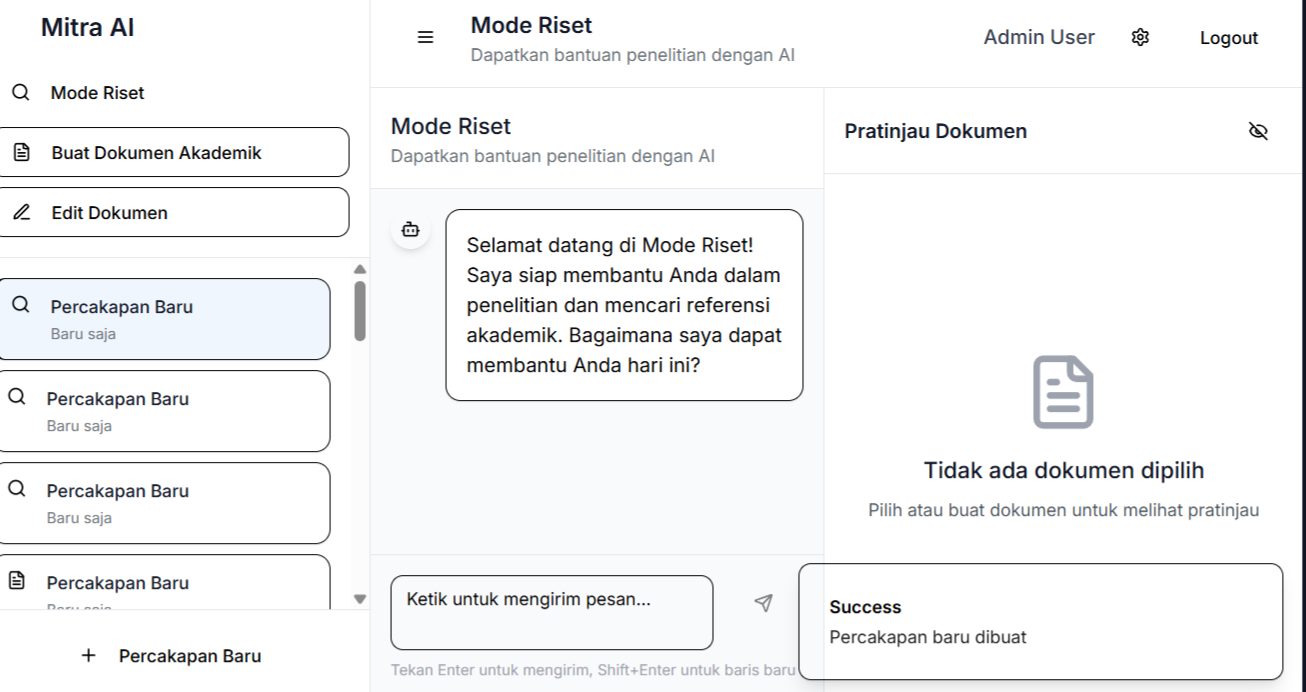 Mitra AI
Mode Riset
Buat Dokumen Akademik
Edit Dokumen
Percakapan Baru
Baru saja
Percakapan Baru
Baru saja
Percakapan Baru
Baru saja
Percakapan Baru
Baru saja
Percakapan Baru
Mode Riset
Dapatkan bantuan penelitian dengan AI
Admin User
Logout
Mode Riset
Dapatkan bantuan penelitian dengan AI
Selamat datang di Mode Riset!
Saya siap membantu Anda dalam
penelitian dan mencari referensi
akademik. Bagaimana saya dapat
membantu Anda hari ini?
Ketik untuk mengirim pesan...
Tekan Enter untuk mengirim, Shift+Enter untuk baris baru
Pratinjau Dokumen
Tidak ada dokumen dipilih
Pilih atau buat dokumen untuk melihat pratinjau
Success
Percakapan baru dibuat